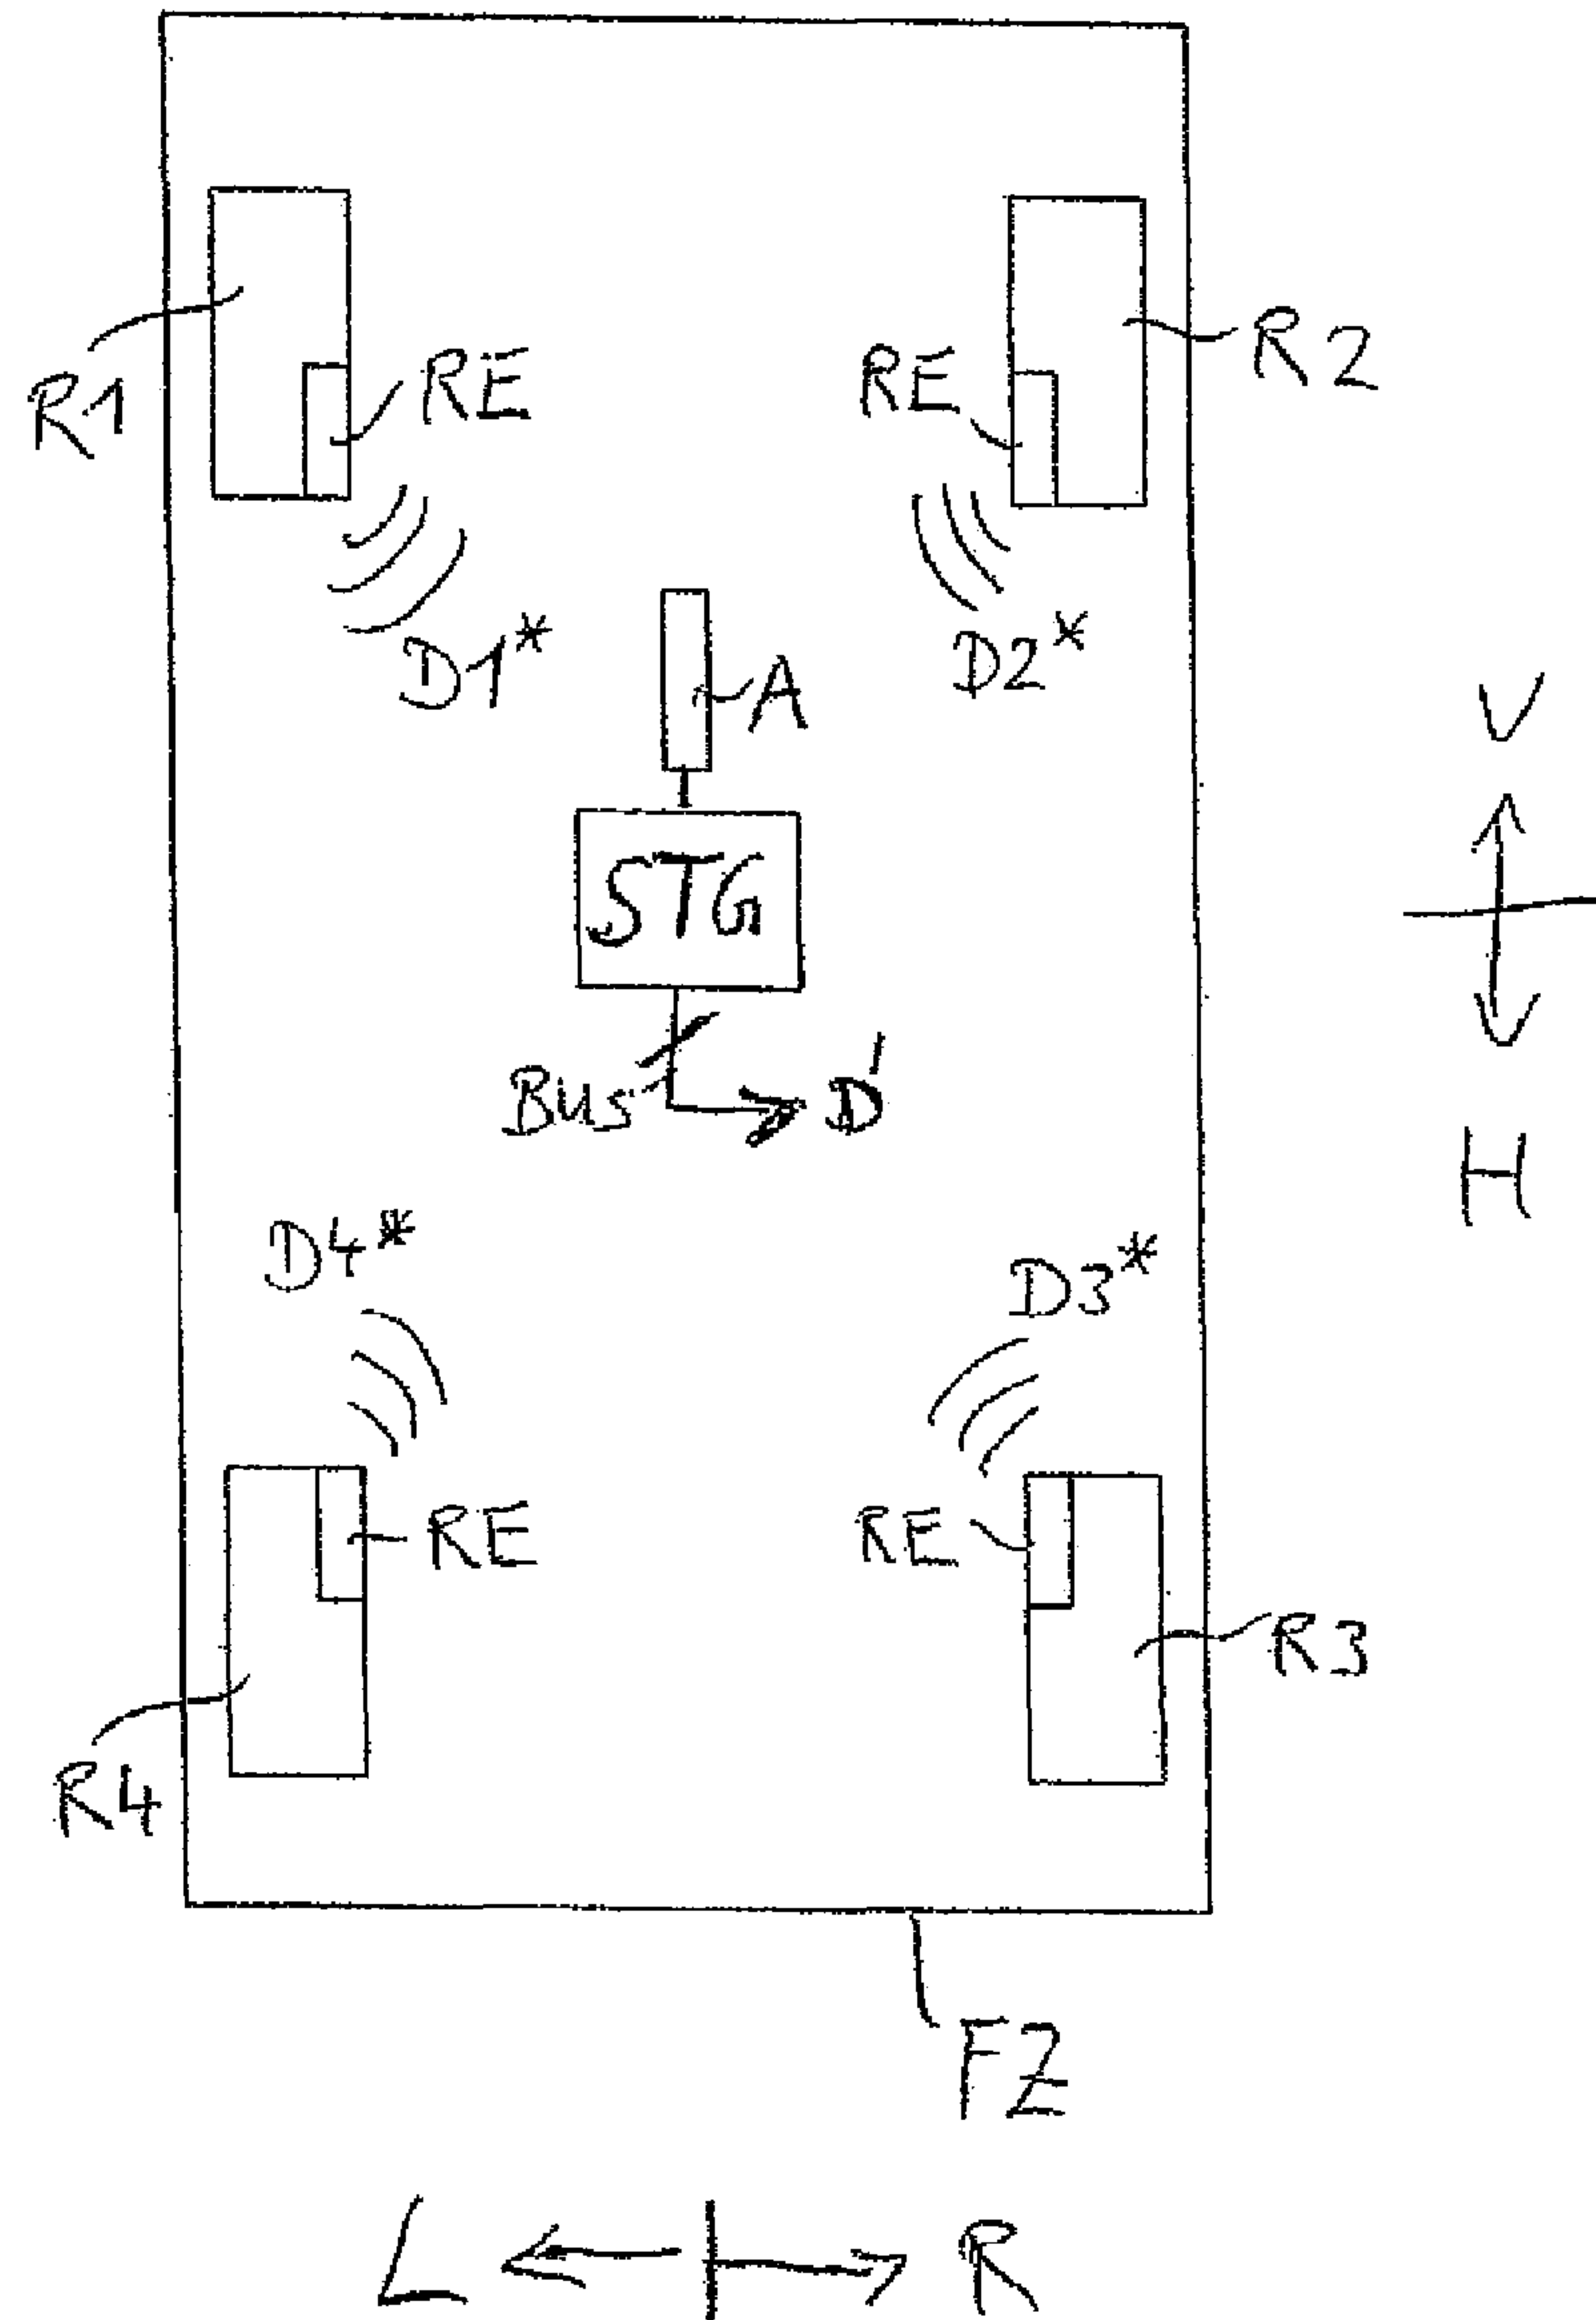 R1
RE
RE
R2
D1*
D2*
A
V
STG
BUS
D'
H
D4*
D3*
RE
RE
R3
R4
FZ
L
R